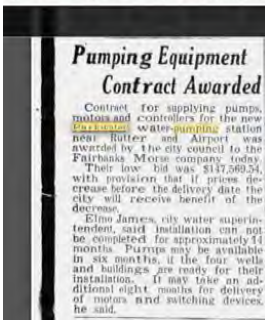 Pumping Equipment
Contract Awarded
Contract for supplying pumps,
motors and controllers for the new
Parkwater water-pumping station
near Rutter and Airport was
awarded by the city council to the
Fairbanks Morse company today.
Their low bid was $147,569.54,
with provision that if prices de-
crease before the delivery date the
city will receive benefit of the
decrease.
Elmo James, city water superin-
tendent, said installation can not
be completed for approximately 14
months. Pumps may be available
in six months, if the four wells
and buildings are ready for their
installation. It may take an ad-
ditional eight months for delivery
of motors and switching devices,
he said.